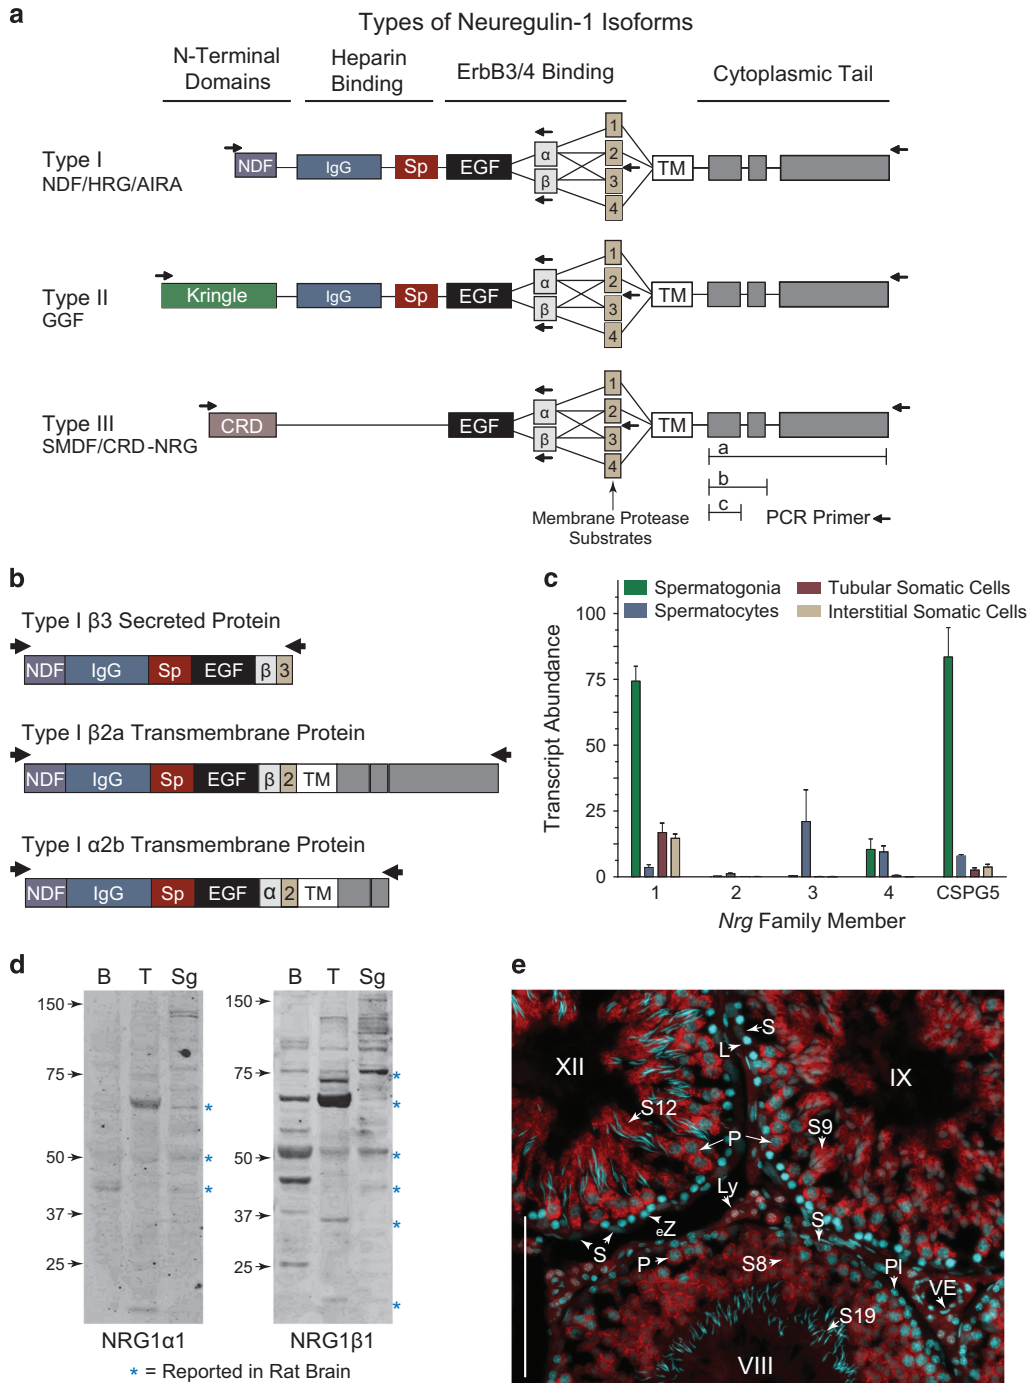 a
Types of Neuregulin-1 Isoforms
N-Terminal Domains
Heparin Binding
ErbB3/4 Binding
Cytoplasmic Tail
Type I
NDF/HRG/AIRA
NDF
IgG
Sp
EGF
α
β
1
2
3
4
TM
Type II
GGF
Kringle
IgG
Sp
EGF
α
β
1
2
3
4
TM
Type III
SMDF/CRD-NRG
CRD
EGF
α
β
1
2
3
4
TM
a
b
c
Membrane Protease
Substrates
PCR Primer
b
Type I β3 Secreted Protein
NDF IgG Sp EGF β 3
Type I β2a Transmembrane Protein
NDF IgG Sp EGF β 2 TM
Type I α2b Transmembrane Protein
NDF IgG Sp EGF α 2 TM
c
Spermatogonia
Spermatocytes
Tubular Somatic Cells
Interstitial Somatic Cells
Transcript Abundance
100
75
50
25
0
1 2 3 4 CSPG5
Nrg Family Member
d
B T Sg
150
75
50
37
25
NRG1α1
B T Sg
150
75
50
37
25
NRG1β1
*
*
*
*
*
*
*
*
*
* = Reported in Rat Brain
e
XII
S
L
IX
S12
P
S9
Ly
eZ
S
S
P
S8
Pl
VE
S19
VIII